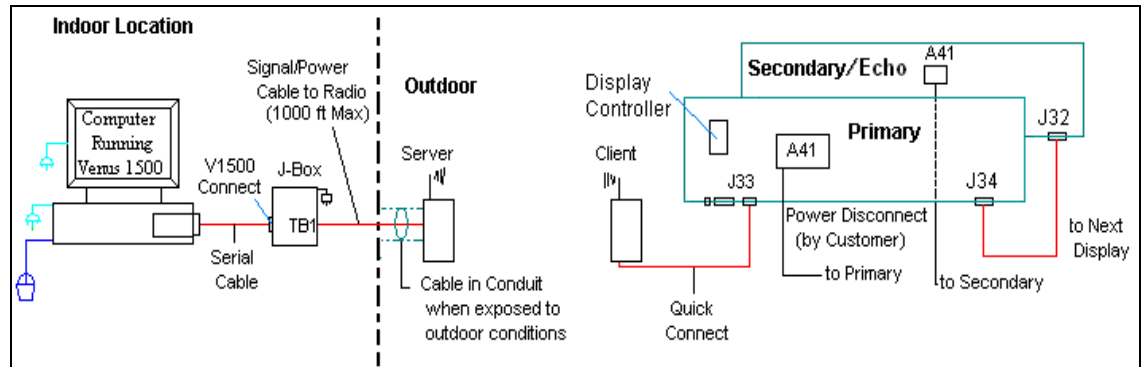 Indoor Location
Signal/Power
Cable to Radio
(1000 ft Max)
Outdoor
Computer
Running
Venus 1500
V1500
Connect
J-Box
TB1
Serial
Cable
Server
Cable in Conduit
when exposed to
outdoor conditions
Display
Controller
Client
Secondary/Echo
A41
Primary
A41
J32
J33
J34
Power Disconnect
(by Customer)
to Primary
to Secondary
to Next
Display
Quick
Connect